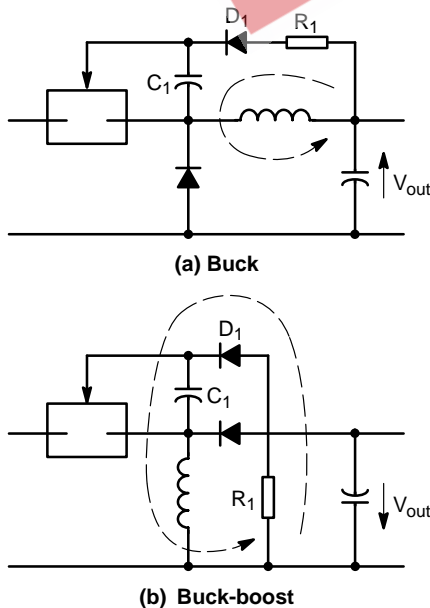 D1 R1
C1
Vout
(a) Buck
D1
C1
R1
Vout
(b) Buck-boost